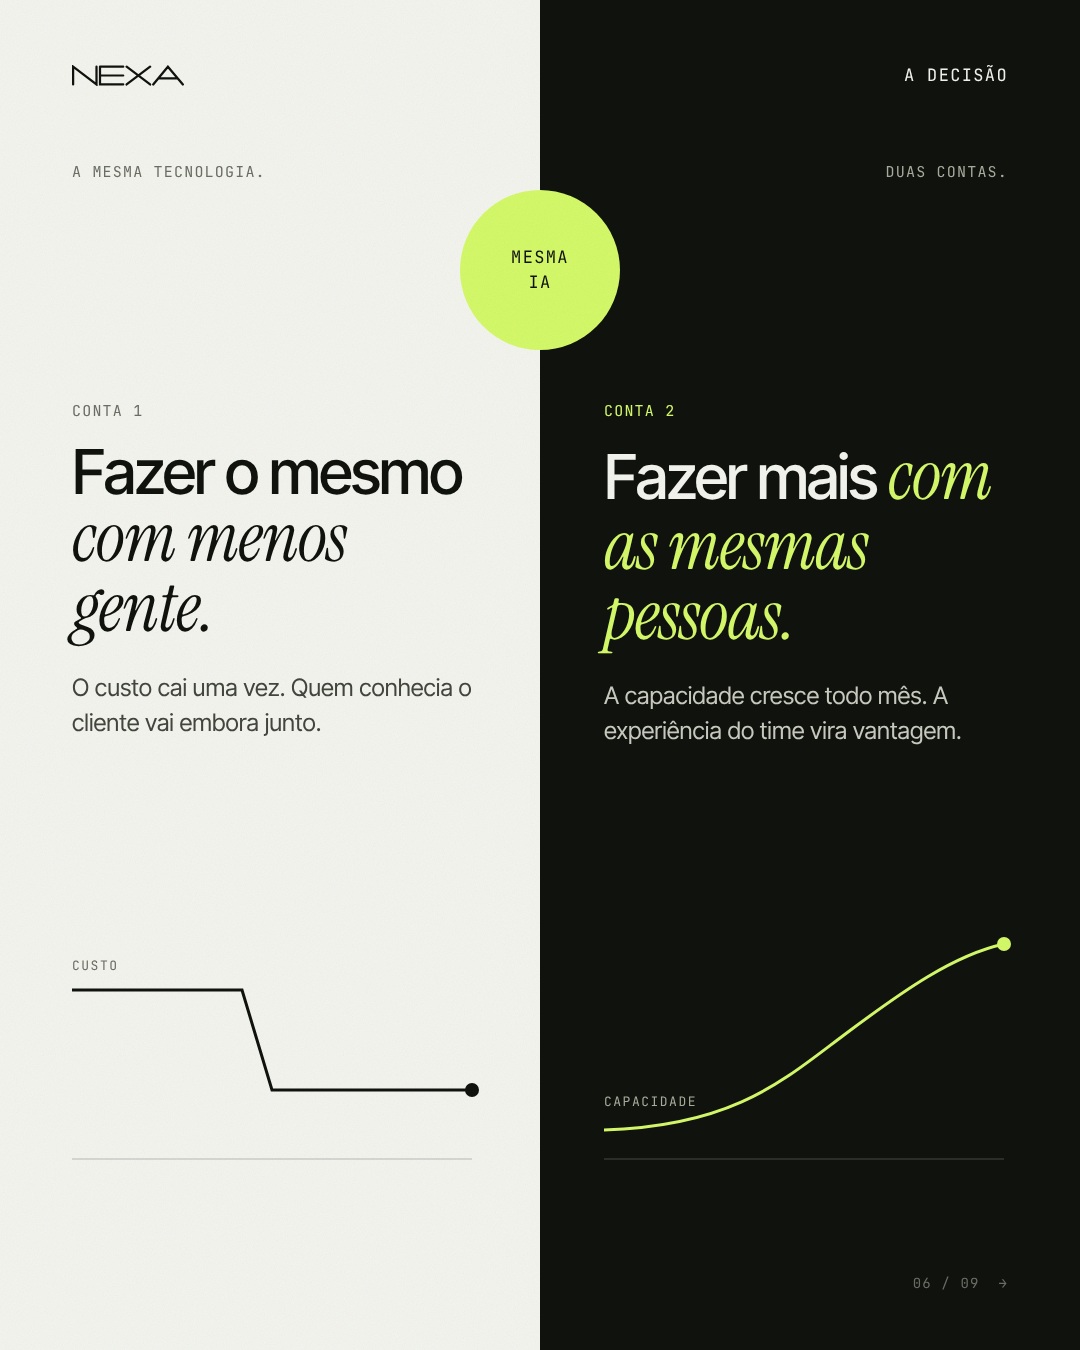 NEXA
A DECISÃO
A MESMA TECNOLOGIA.
DUAS CONTAS.
MESMA
IA
CONTA 1
Fazer o mesmo
com menos
gente.
O custo cai uma vez. Quem conhecia o
cliente vai embora junto.
CUSTO
CONTA 2
Fazer mais com
as mesmas
pessoas.
A capacidade cresce todo mês. A
experiência do time vira vantagem.
CAPACIDADE
06 / 09 →